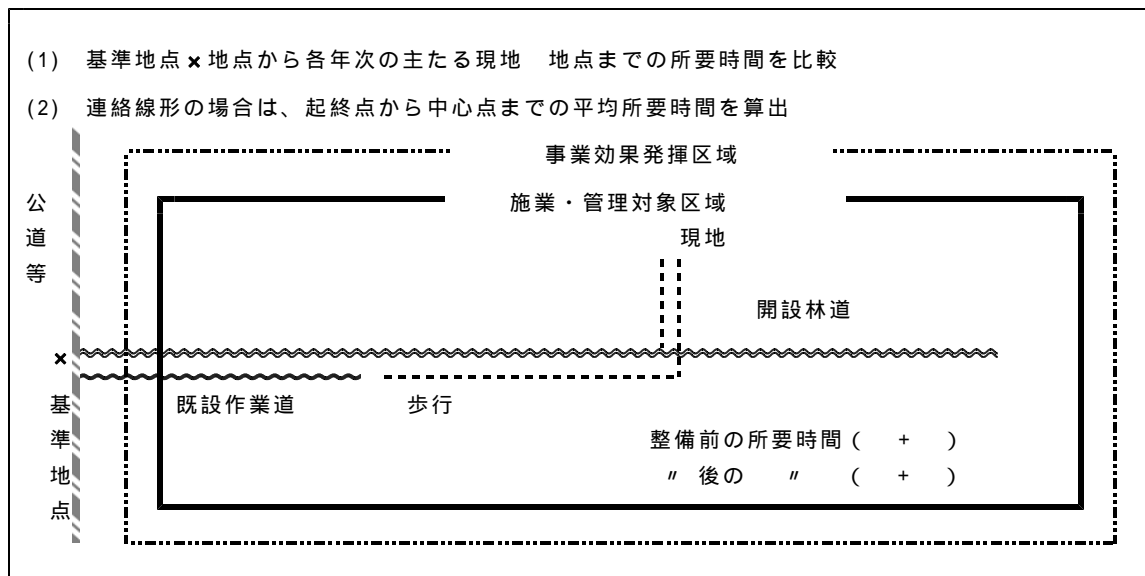 (1) 基準地点×地点から各年次の主たる現地　地点までの所要時間を比較
(2) 連絡線形の場合は、起終点から中心点までの平均所要時間を算出
事業効果発揮区域
施業・管理対象区域
公道等
現地
開設林道
×
基準地点
既設作業道
歩行
整備前の所要時間(　+　)
〃 後の　〃　(　+　)